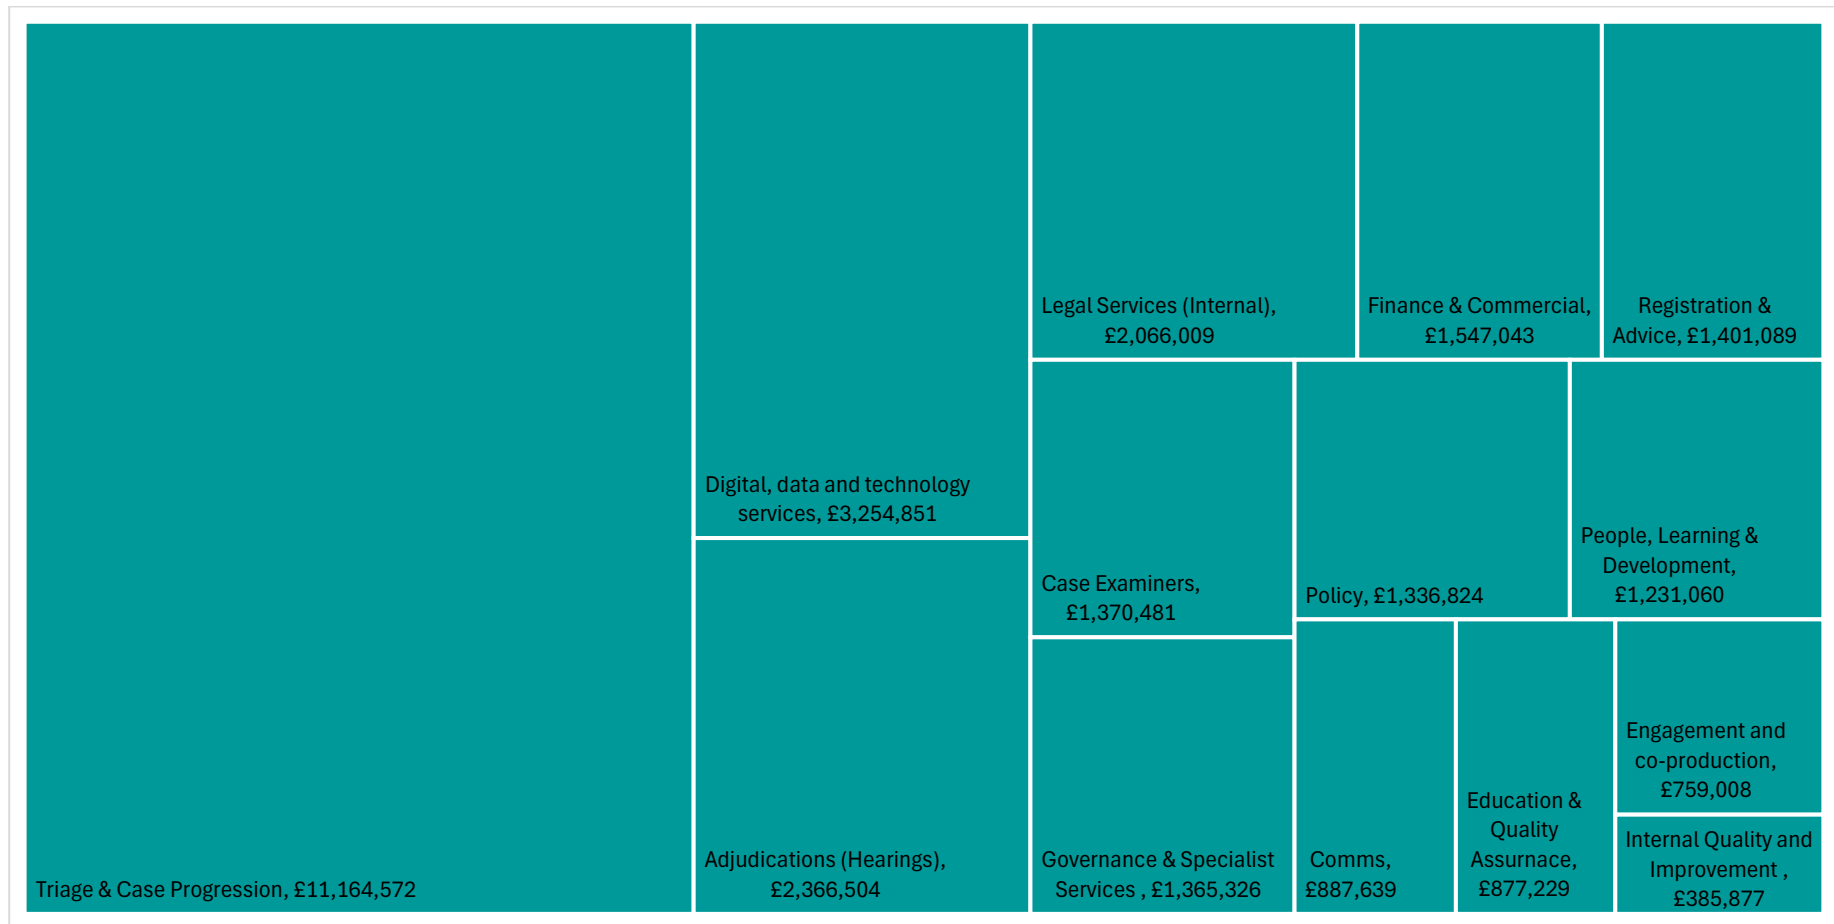 Triage & Case Progression, £11,164,572
Digital, data and technology
services, £3,254,851
Adjudications (Hearings),
£2,366,504
Legal Services (Internal),
£2,066,009
Finance & Commercial,
£1,547,043
Registration &
Advice, £1,401,089
Case Examiners,
£1,370,481
Governance & Specialist
Services , £1,365,326
Policy, £1,336,824
People, Learning &
Development,
£1,231,060
Comms,
£887,639
Education &
Quality
Assurnace,
£877,229
Engagement and
co-production,
£759,008
Internal Quality and
Improvement ,
£385,877